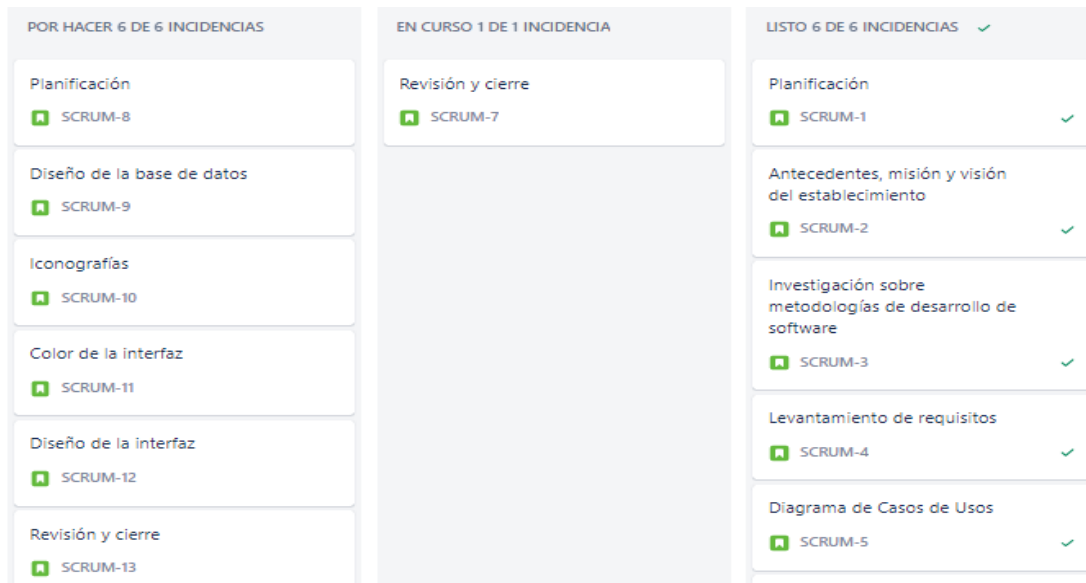 POR HACER 6 DE 6 INCIDENCIAS
Planificación
SCRUM-8
Diseño de la base de datos
SCRUM-9
Iconografías
SCRUM-10
Color de la interfaz
SCRUM-11
Diseño de la interfaz
SCRUM-12
Revisión y cierre
SCRUM-13
EN CURSO 1 DE 1 INCIDENCIA
Revisión y cierre
SCRUM-7
LISTO 6 DE 6 INCIDENCIAS
Planificación
SCRUM-1
Antecedentes, misión y visión
del establecimiento
SCRUM-2
Investigación sobre
metodologías de desarrollo de
software
SCRUM-3
Levantamiento de requisitos
SCRUM-4
Diagrama de Casos de Usos
SCRUM-5